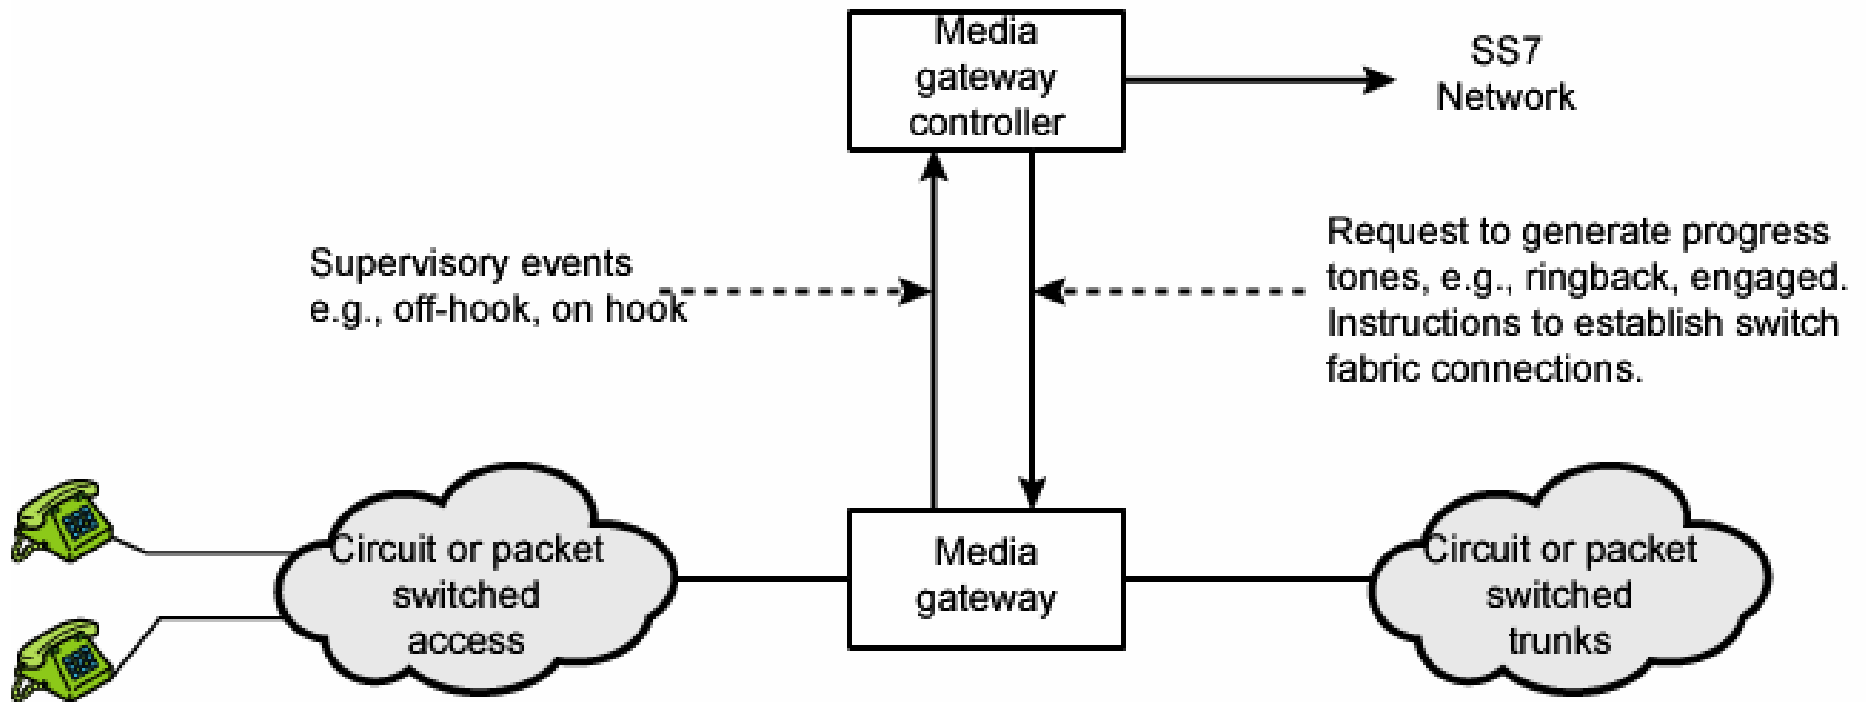 Media
gateway
controller
SS7
Network
Supervisory events
e.g., off-hook, on hook
Request to generate progress
tones, e.g., ringback, engaged.
Instructions to establish switch
fabric connections.
Circuit or packet
switched
access
Media
gateway
Circuit or packet
switched
trunks